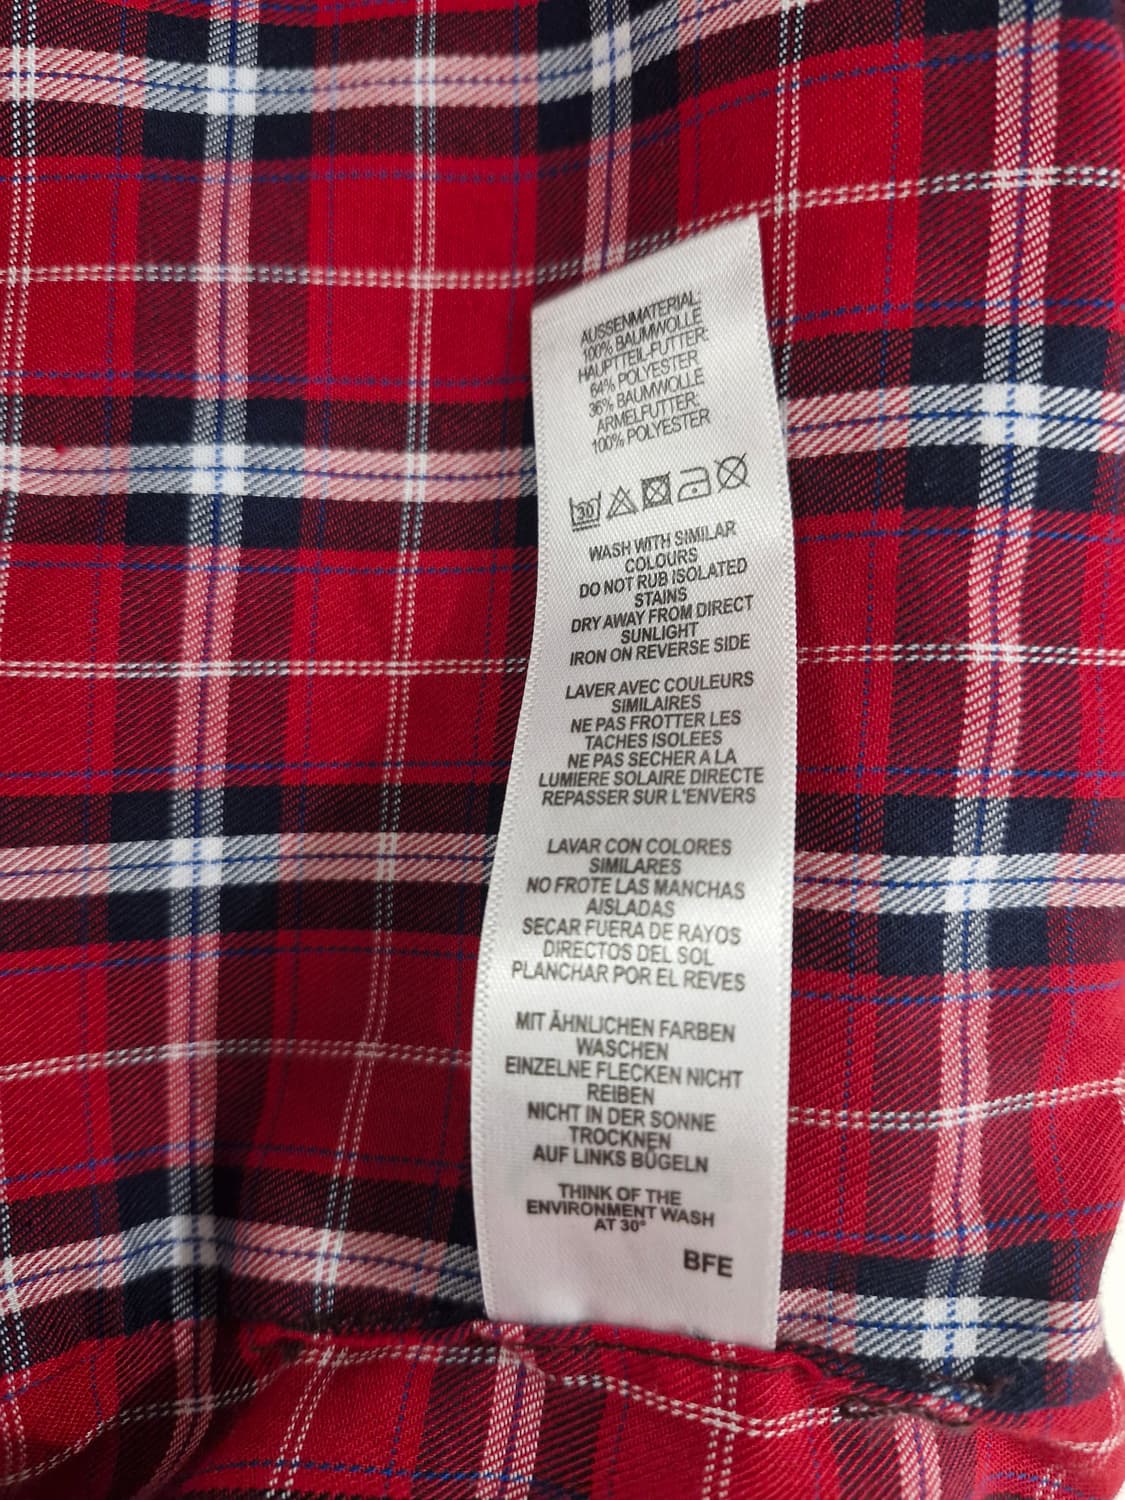 AUSSENMATERIAL:
100% BAUMWOLLE
HAUPTTEIL-FUTTER:
64% POLYESTER
36% BAUMWOLLE
ARMELFUTTER:
100% POLYESTER
30
WASH WITH SIMILAR
COLOURS
DO NOT RUB ISOLATED
STAINS
DRY AWAY FROM DIRECT
SUNLIGHT
IRON ON REVERSE SIDE
LAVER AVEC COULEURS
SIMILAIRES
NE PAS FROTTER LES
TACHES ISOLEES
NE PAS SECHER A LA
LUMIERE SOLAIRE DIRECTE
REPASSER SUR L'ENVERS
LAVAR CON COLORES
SIMILARES
NO FROTE LAS MANCHAS
AISLADAS
SECAR FUERA DE RAYOS
DIRECTOS DEL SOL
PLANCHAR POR EL REVES
MIT ÄHNLICHEN FARBEN
WASCHEN
EINZELNE FLECKEN NICHT
REIBEN
NICHT IN DER SONNE
TROCKNEN
AUF LINKS BÜGELN
THINK OF THE
ENVIRONMENT WASH
AT 30°
BFE